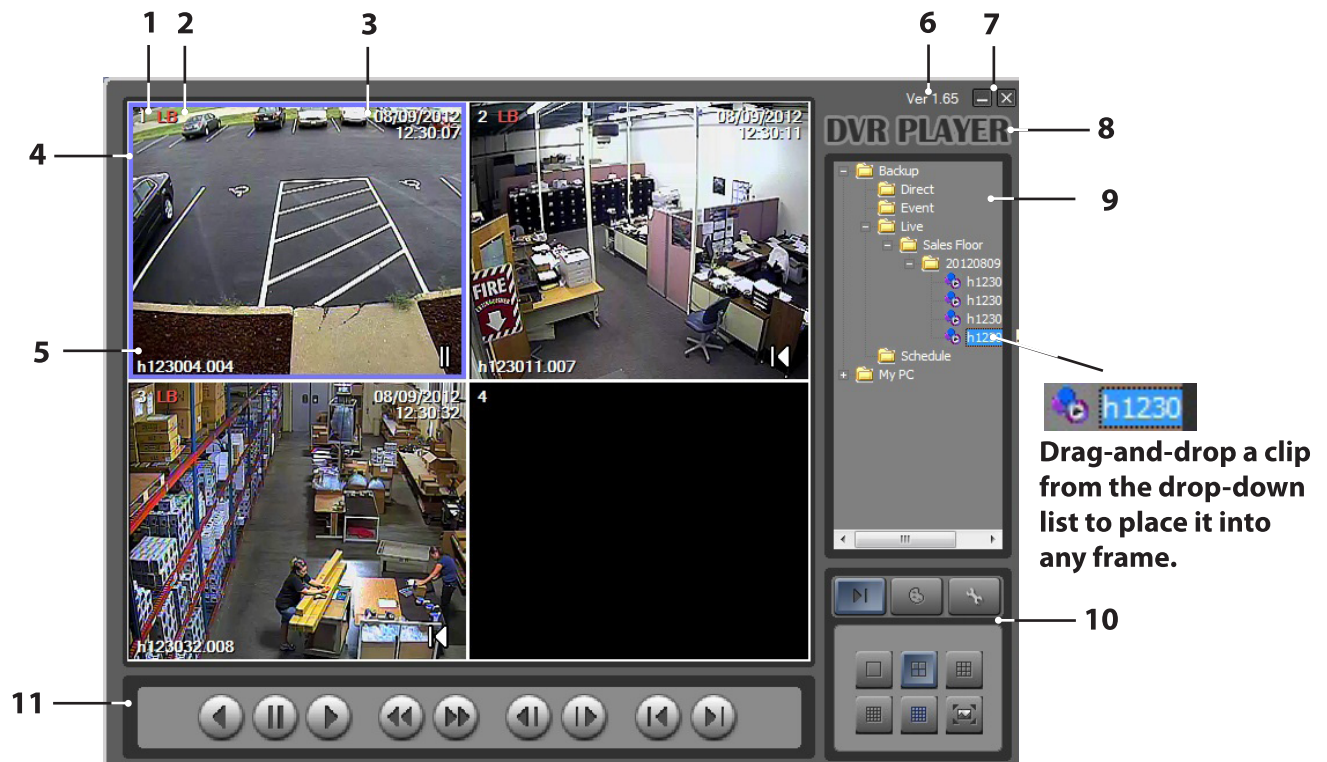 1 2 3 6 7
1 LB 08/09/2012
12:30:07
2 LB 08/09/2012
12:30:11
Ver 1.65
DVR PLAYER
8
4
Backup
Direct
Event
Live
Sales Floor
20120809
h1230
h1230
h1230
h1230
Schedule
My PC
9
FIRE
EXTINGUISHER
5
h123004.004
h123011.007
3 LB 08/09/2012
12:30:32
4
h1230
Drag-and-drop a clip
from the drop-down
list to place it into
any frame.
h123032.008
10
11